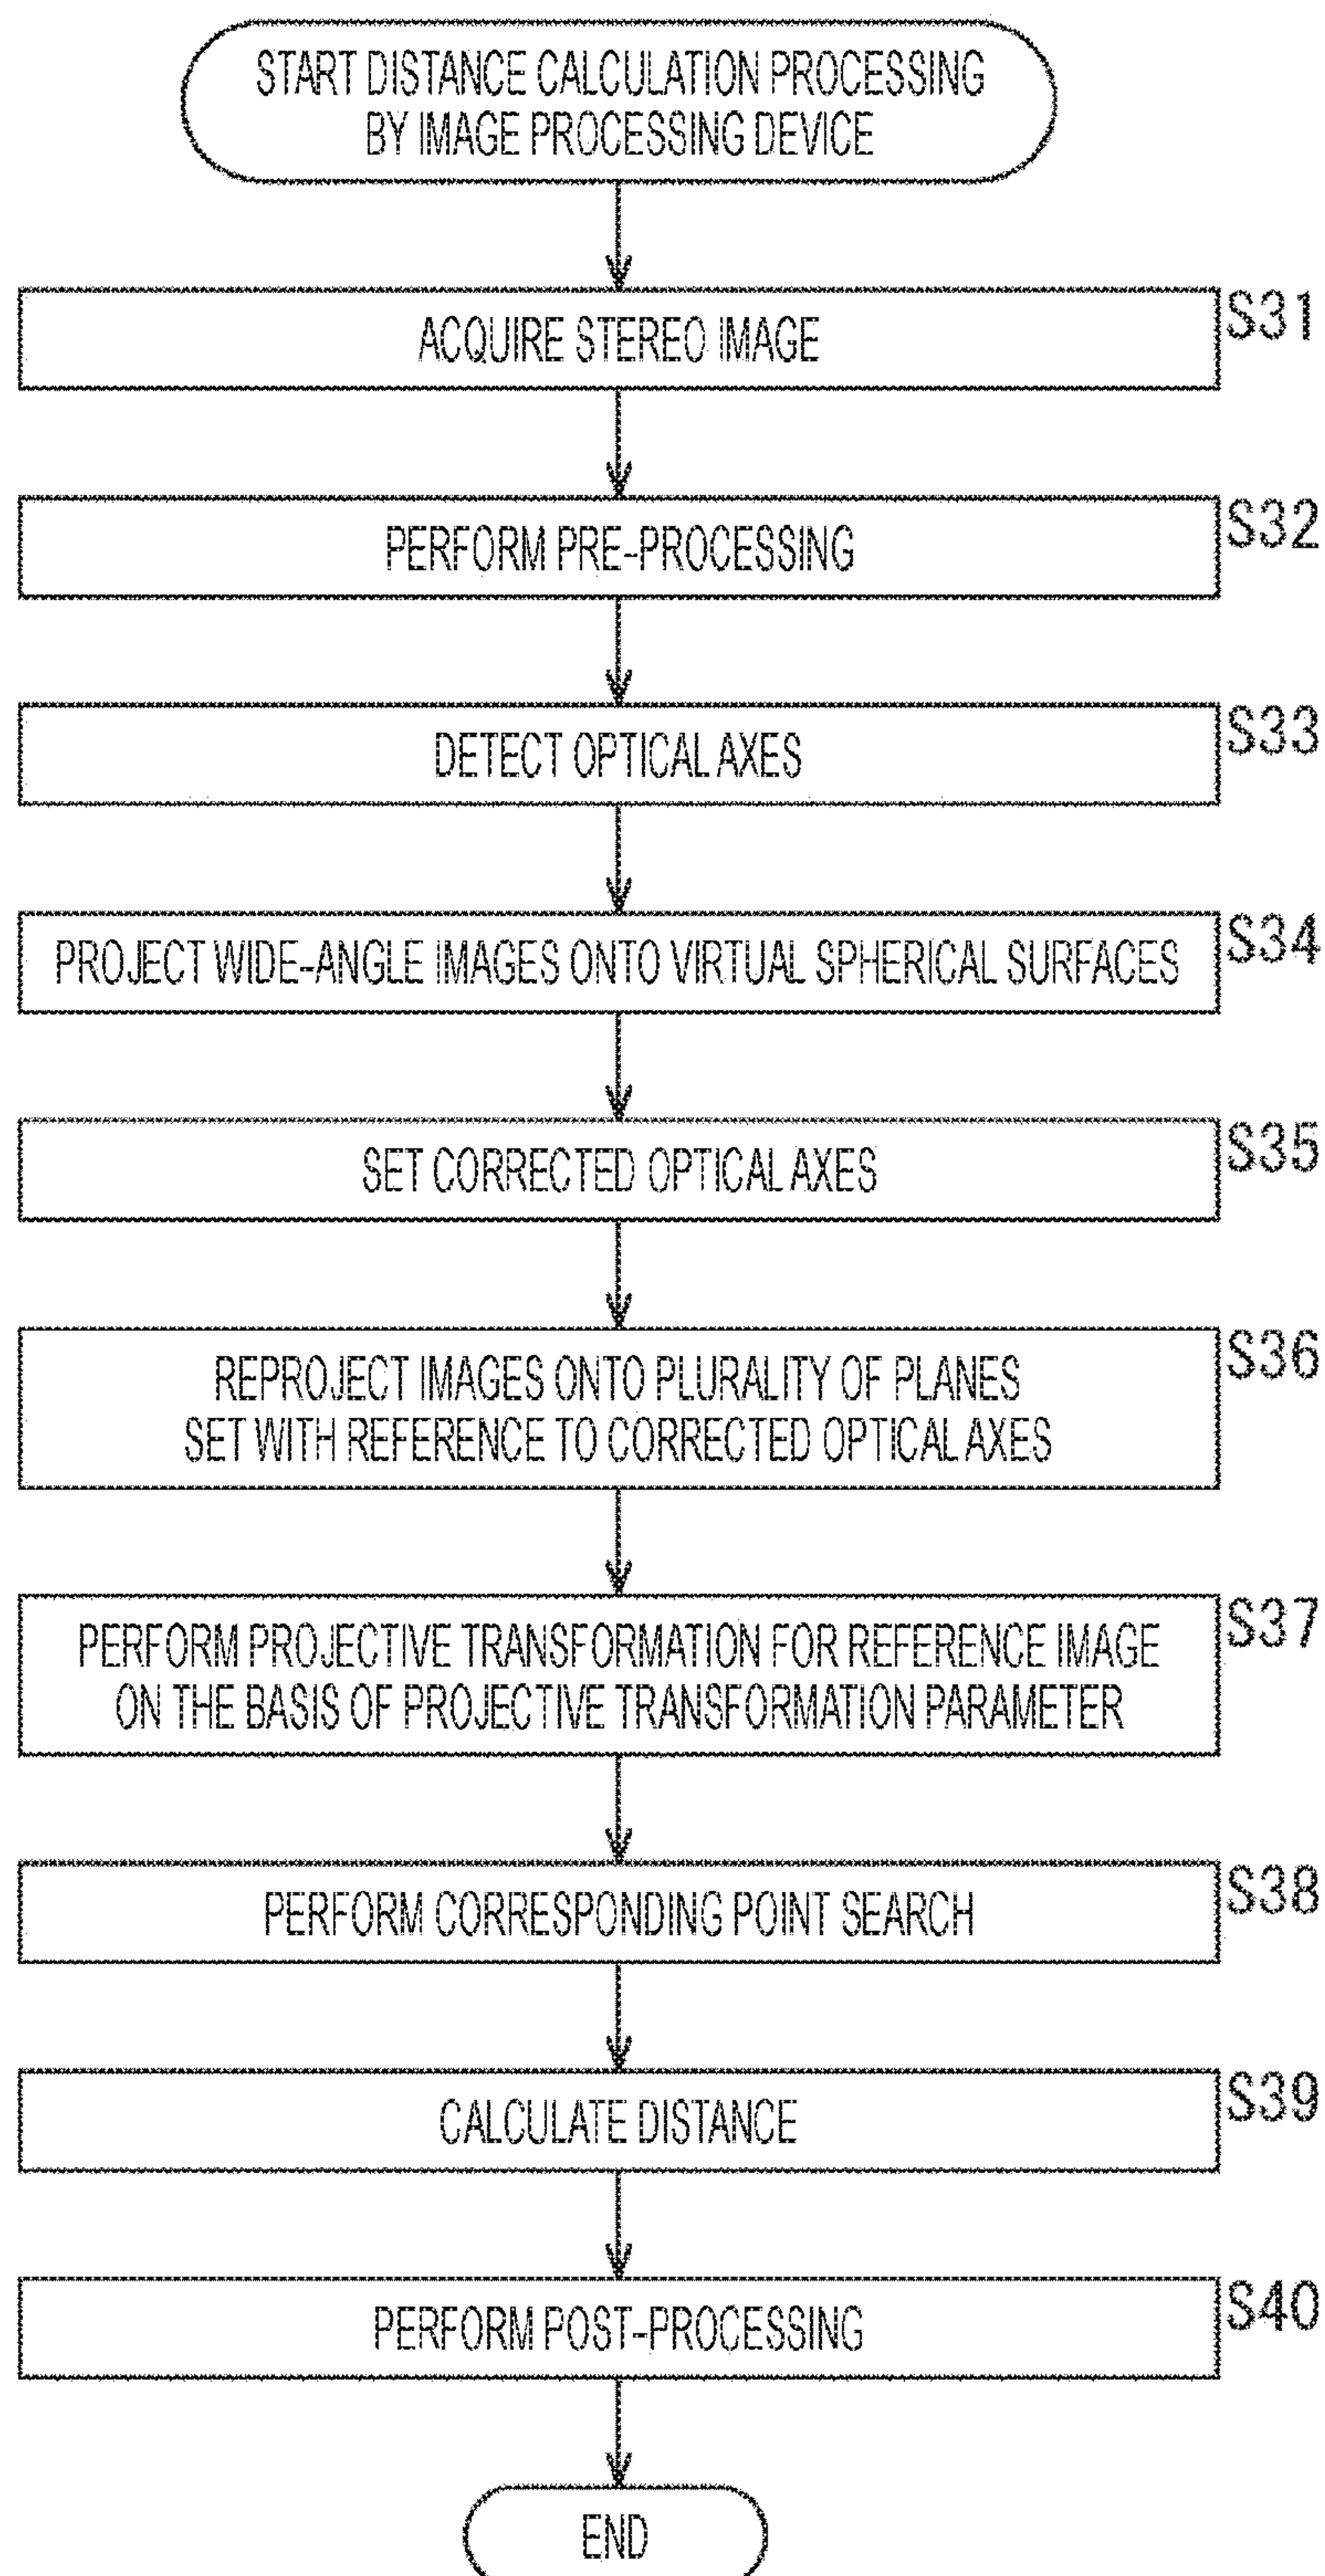 START DISTANCE CALCULATION PROCESSING
BY IMAGE PROCESSING DEVICE
ACQUIRE STEREO IMAGE
S31
PERFORM PRE-PROCESSING
S32
DETECT OPTICAL AXES
S33
PROJECT WIDE-ANGLE IMAGES ONTO VIRTUAL SPHERICAL SURFACES
S34
SET CORRECTED OPTICAL AXES
S35
REPROJECT IMAGES ONTO PLURALITY OF PLANES
SET WITH REFERENCE TO CORRECTED OPTICAL AXES
S36
PERFORM PROJECTIVE TRANSFORMATION FOR REFERENCE IMAGE
ON THE BASIS OF PROJECTIVE TRANSFORMATION PARAMETER
S37
PERFORM CORRESPONDING POINT SEARCH
S38
CALCULATE DISTANCE
S39
PERFORM POST-PROCESSING
S40
END